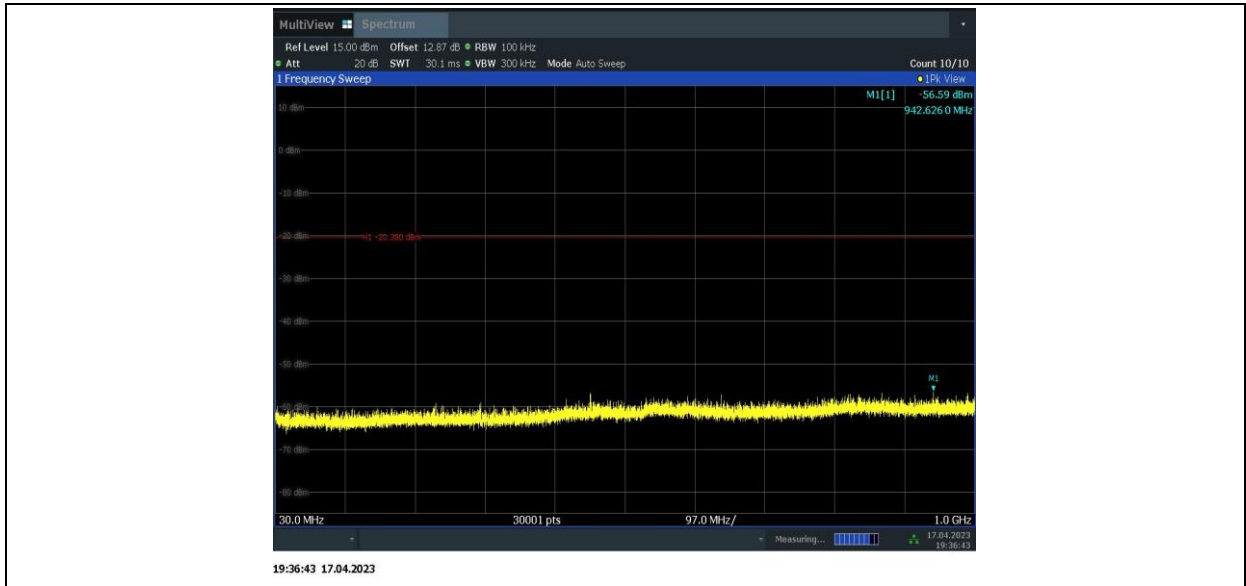 MultiView Spectrum
Ref Level 15.00 dBm Offset 12.87 dB RBW 100 kHz
Att 20 dB SWT 30.1 ms VBW 300 kHz Mode Auto Sweep Count 10/10
1 Frequency Sweep 1Pk View
M1[1] -56.59 dBm
942.6260 MHz
10 dBm
0 dBm
-10 dBm
-20 dBm H1 -20.380 dBm
-30 dBm
-40 dBm
-50 dBm
M1
-60 dBm
-70 dBm
-80 dBm
30.0 MHz 30001 pts 97.0 MHz/ 1.0 GHz
Measuring... 17.04.2023
19:36:43
19:36:43 17.04.2023